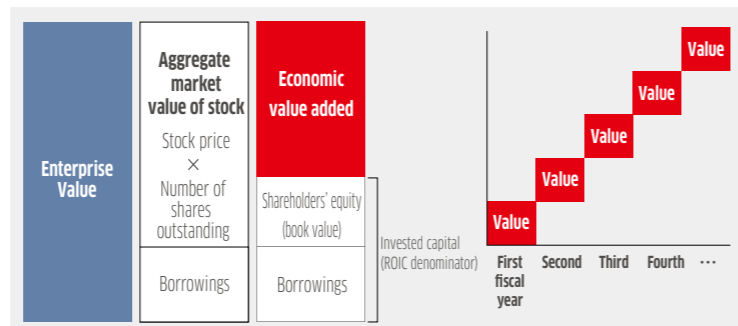 Enterprise
Value
Aggregate
market
value of stock
Stock price
×
Number of
shares
outstanding
Borrowings
Economic
value added
Shareholders' equity
(book value)
Borrowings
Invested capital
(ROIC denominator)
Value
Value
Value
Value
Value
First
fiscal
year
Second
Third
Fourth
⋯